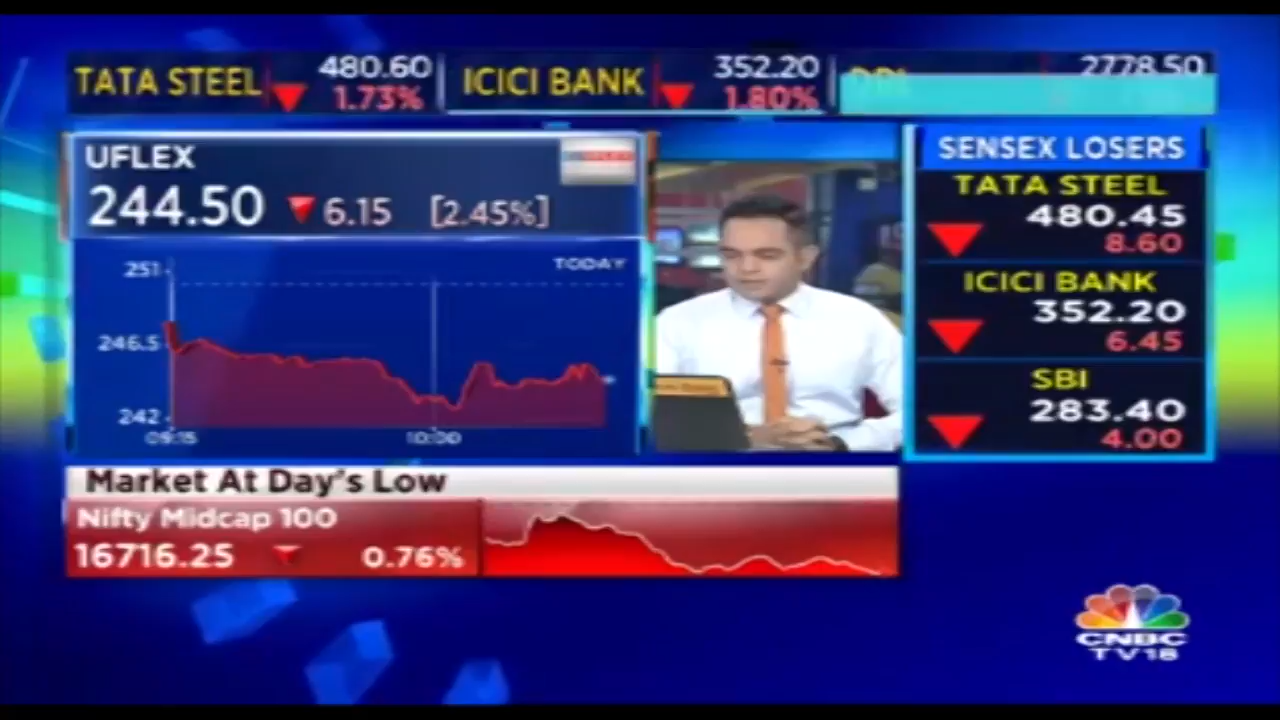 TATA STEEL 480.60 1.73% ICICI BANK 352.20 1.80% 2778.50
UFLEX
244.50 6.15 [2.45%]
TODAY
251
246.5
242
09:15 10:00
SENSEX LOSERS
TATA STEEL
480.45
8.60
ICICI BANK
352.20
6.45
SBI
283.40
4.00
Market At Day's Low
Nifty Midcap 100
16716.25 0.76%
CNBC
TV18